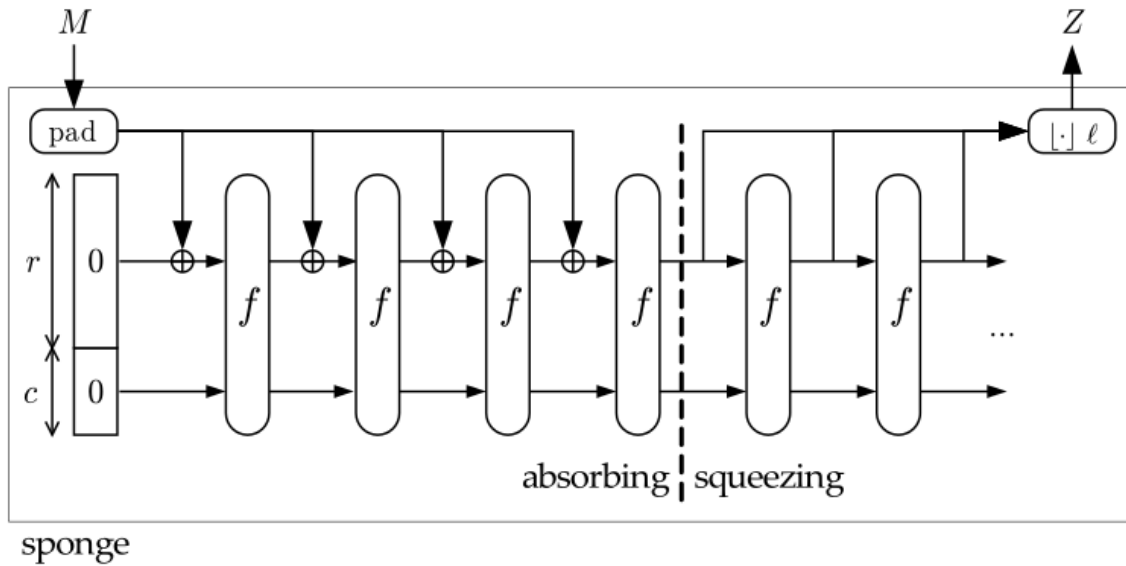 M Z
pad ⌊·⌋ ℓ
r 0 f f f f f f
...
c 0
absorbing squeezing
sponge